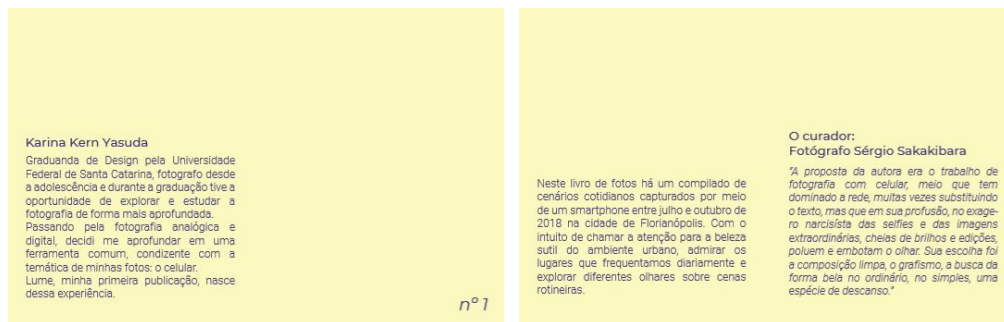 Karina Kern Yasuda
Graduanda de Design pela Universidade
Federal de Santa Catarina, fotografo desde
a adolescência e durante a graduação tive a
oportunidade de explorar e estudar a
fotografia de forma mais aprofundada.
Passando pela fotografia analógica e
digital, decidi me aprofundar em uma
ferramenta comum, condizente com a
temática de minhas fotos: o celular.
Lume, minha primeira publicação, nasce
dessa experiência.
nº 1
Neste livro de fotos há um compilado de
cenários cotidianos capturados por meio
de um smartphone entre julho e outubro de
2018 na cidade de Florianópolis. Com o
intuito de chamar a atenção para a beleza
sutil do ambiente urbano, admirar os
lugares que frequentamos diariamente e
explorar diferentes olhares sobre cenas
rotineiras.
O curador:
Fotógrafo Sérgio Sakakibara
"A proposta da autora era o trabalho de
fotografia com celular, meio que tem
dominado a rede, muitas vezes substituindo
o texto, mas que em sua profusão, no exage-
ro narcisísta das selfies e das imagens
extraordinárias, cheias de brilhos e edições,
poluem e embotam o olhar. Sua escolha foi
a composição limpa, o grafismo, a busca da
forma bela no ordinário, no simples, uma
espécie de descanso."